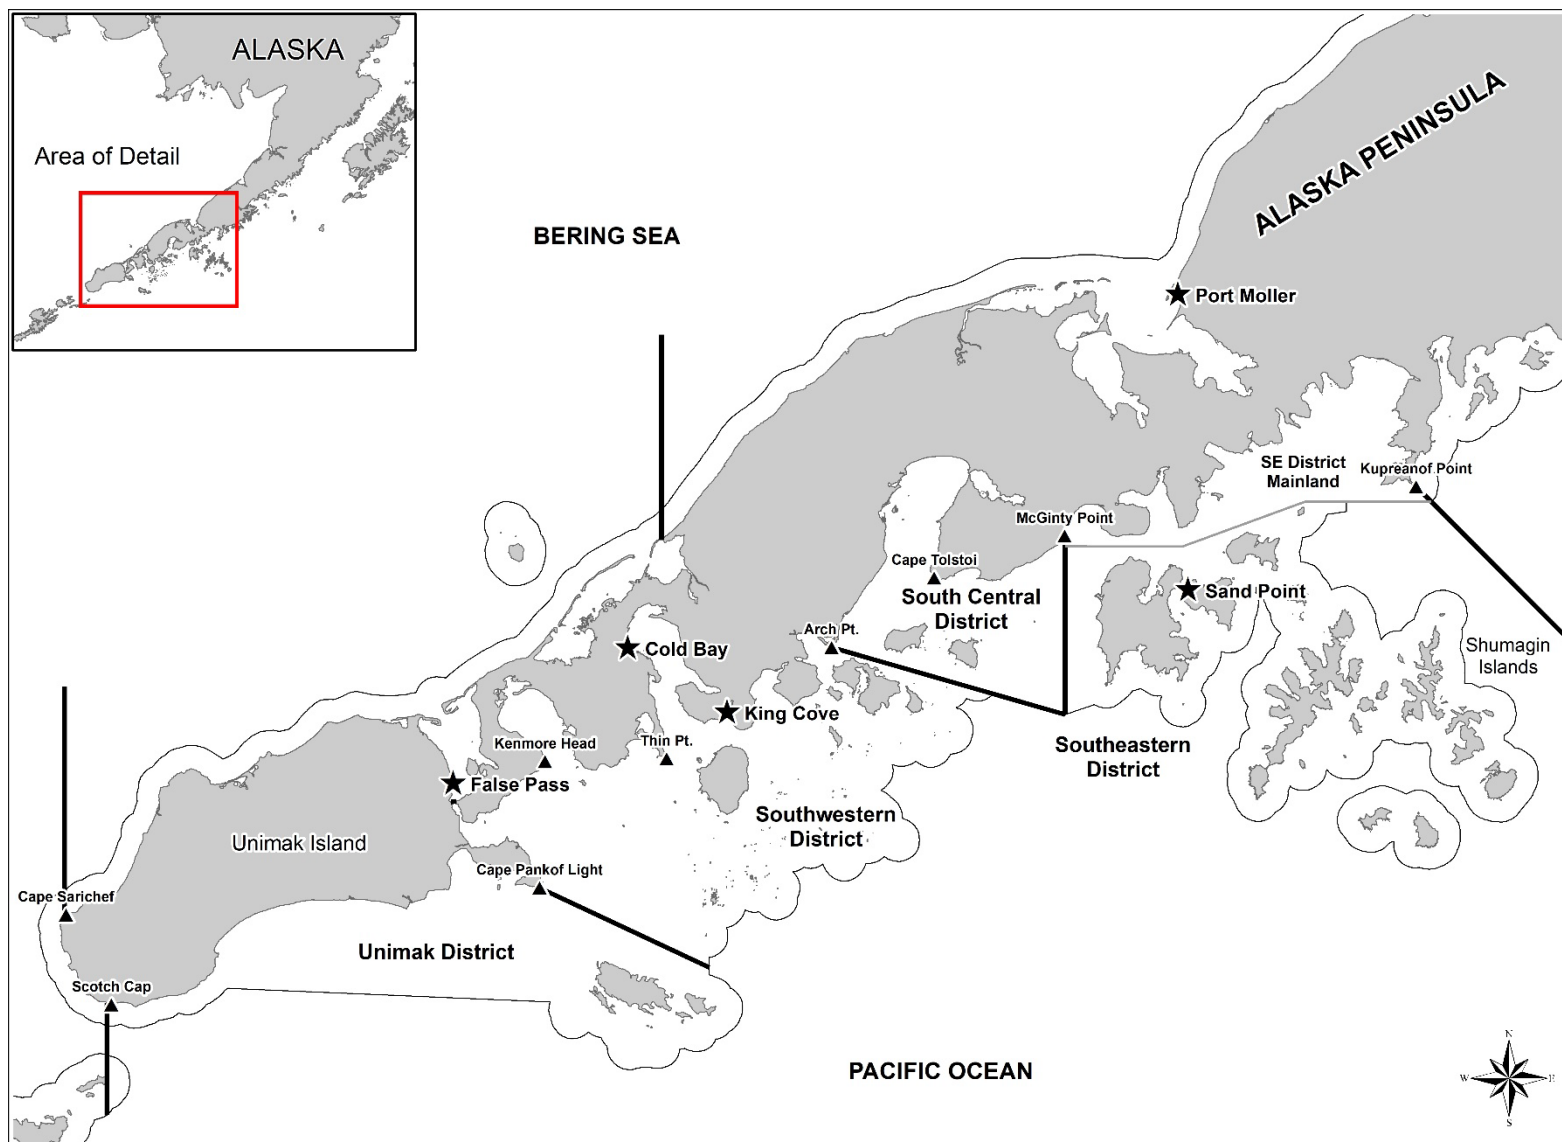 ALASKA
Area of Detail
ALASKA PENINSULA
BERING SEA
Port Moller
SE District
Mainland
Kupreanof Point
McGinty Point
Cape Tolstoi
South Central
District
Sand Point
Arch Pt.
Shumagin
Islands
Cold Bay
King Cove
Kenmore Head
Thin Pt.
Southeastern
District
False Pass
Southwestern
District
Unimak Island
Cape Pankof Light
Cape Sarichef
Unimak District
Scotch Cap
PACIFIC OCEAN
N
W
E
S